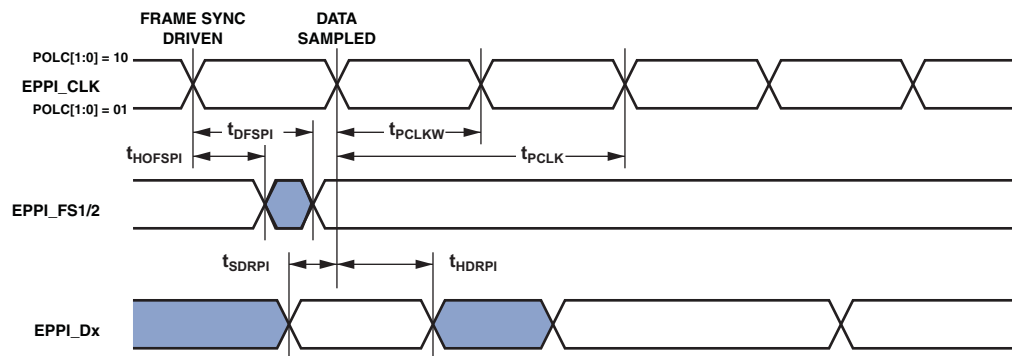 FRAME SYNC
DRIVEN
DATA
SAMPLED
POLC[1:0] = 10
EPPI_CLK
POLC[1:0] = 01
tDFSPI
tPCLKW
tHOFSPI
tPCLK
EPPI_FS1/2
tSDRPI
tHDRPI
EPPI_Dx